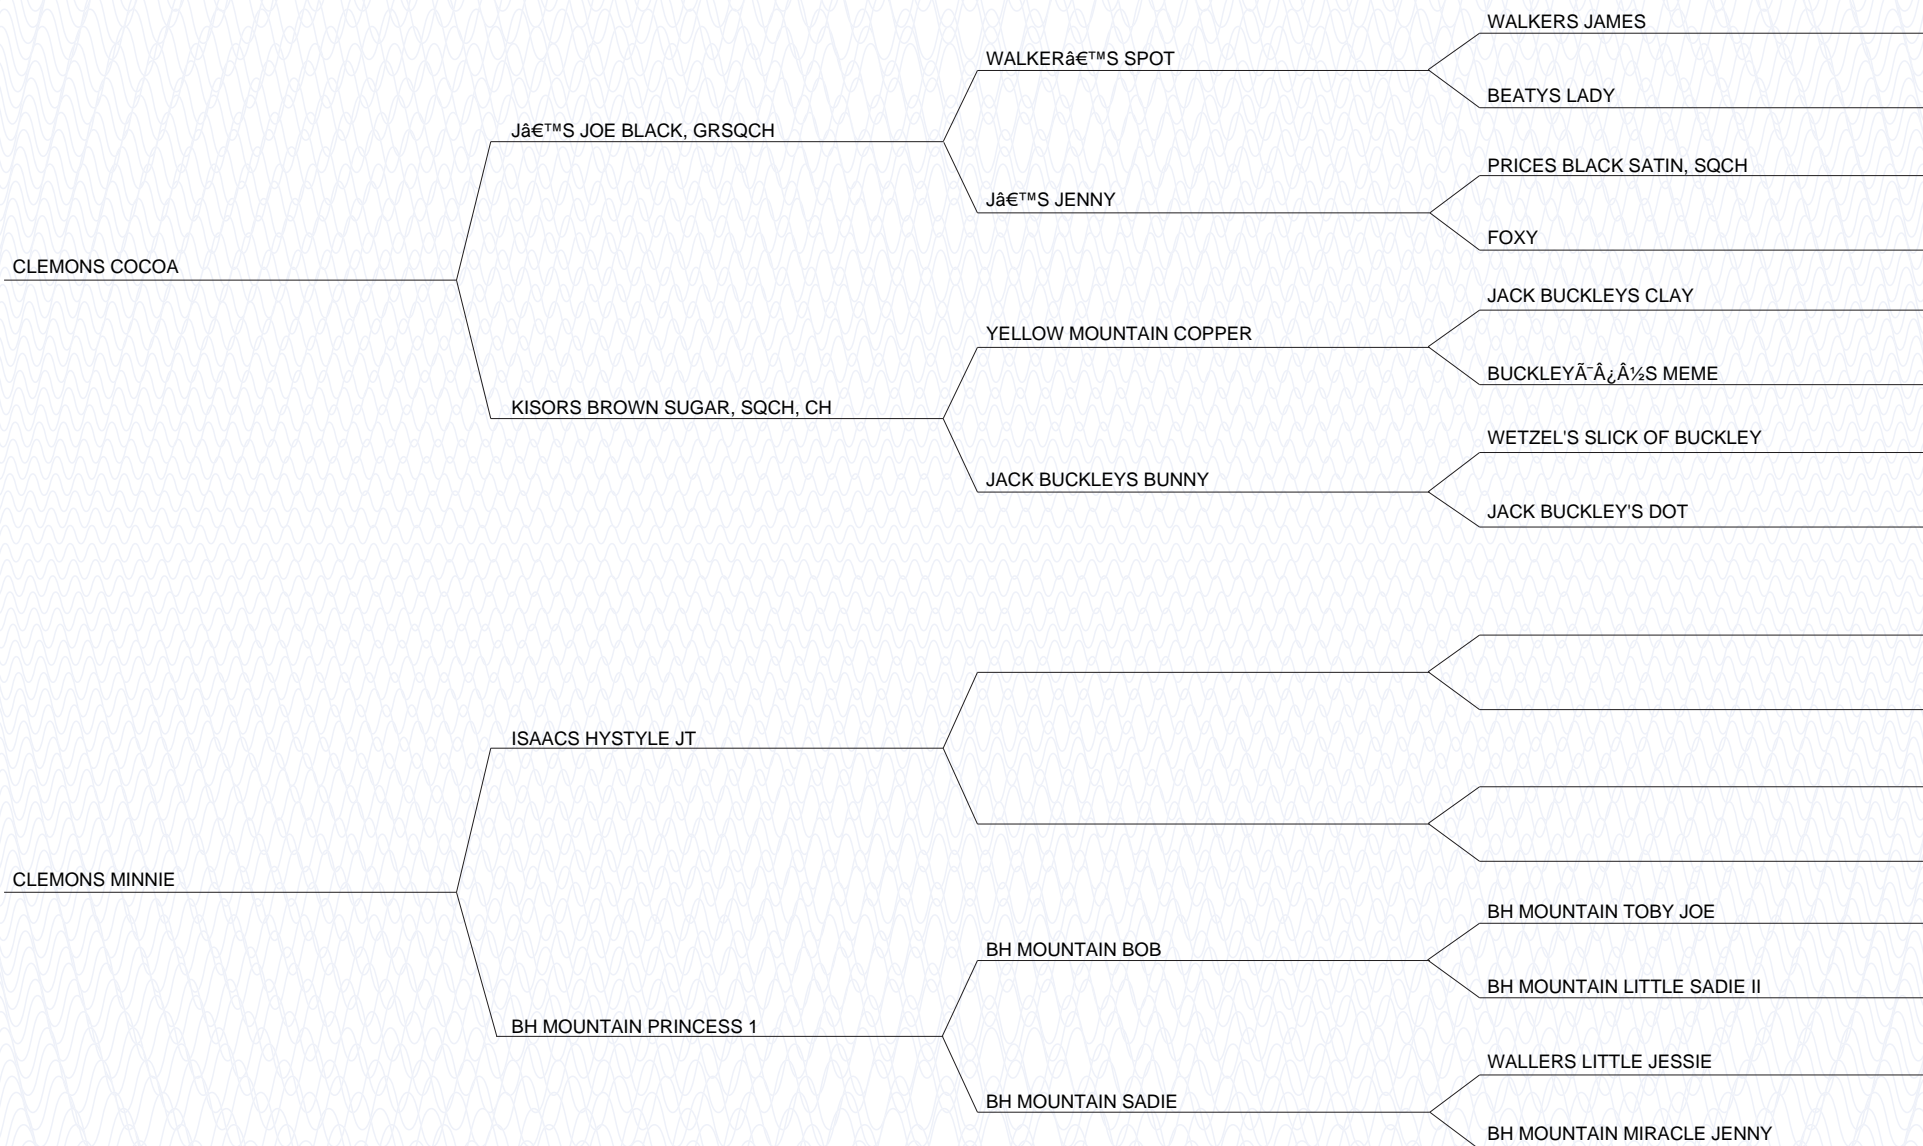 WALKERS JAMES
WALKERâ€™S SPOT
BEATYS LADY
Jâ€™S JOE BLACK, GRSQCH
PRICES BLACK SATIN, SQCH
Jâ€™S JENNY
FOXY
CLEMONS COCOA
JACK BUCKLEYS CLAY
YELLOW MOUNTAIN COPPER
BUCKLEYÃ¯Â¿Â½S MEME
KISORS BROWN SUGAR, SQCH, CH
WETZEL'S SLICK OF BUCKLEY
JACK BUCKLEYS BUNNY
JACK BUCKLEY'S DOT
ISAACS HYSTYLE JT
CLEMONS MINNIE
BH MOUNTAIN TOBY JOE
BH MOUNTAIN BOB
BH MOUNTAIN LITTLE SADIE II
BH MOUNTAIN PRINCESS 1
WALLERS LITTLE JESSIE
BH MOUNTAIN SADIE
BH MOUNTAIN MIRACLE JENNY